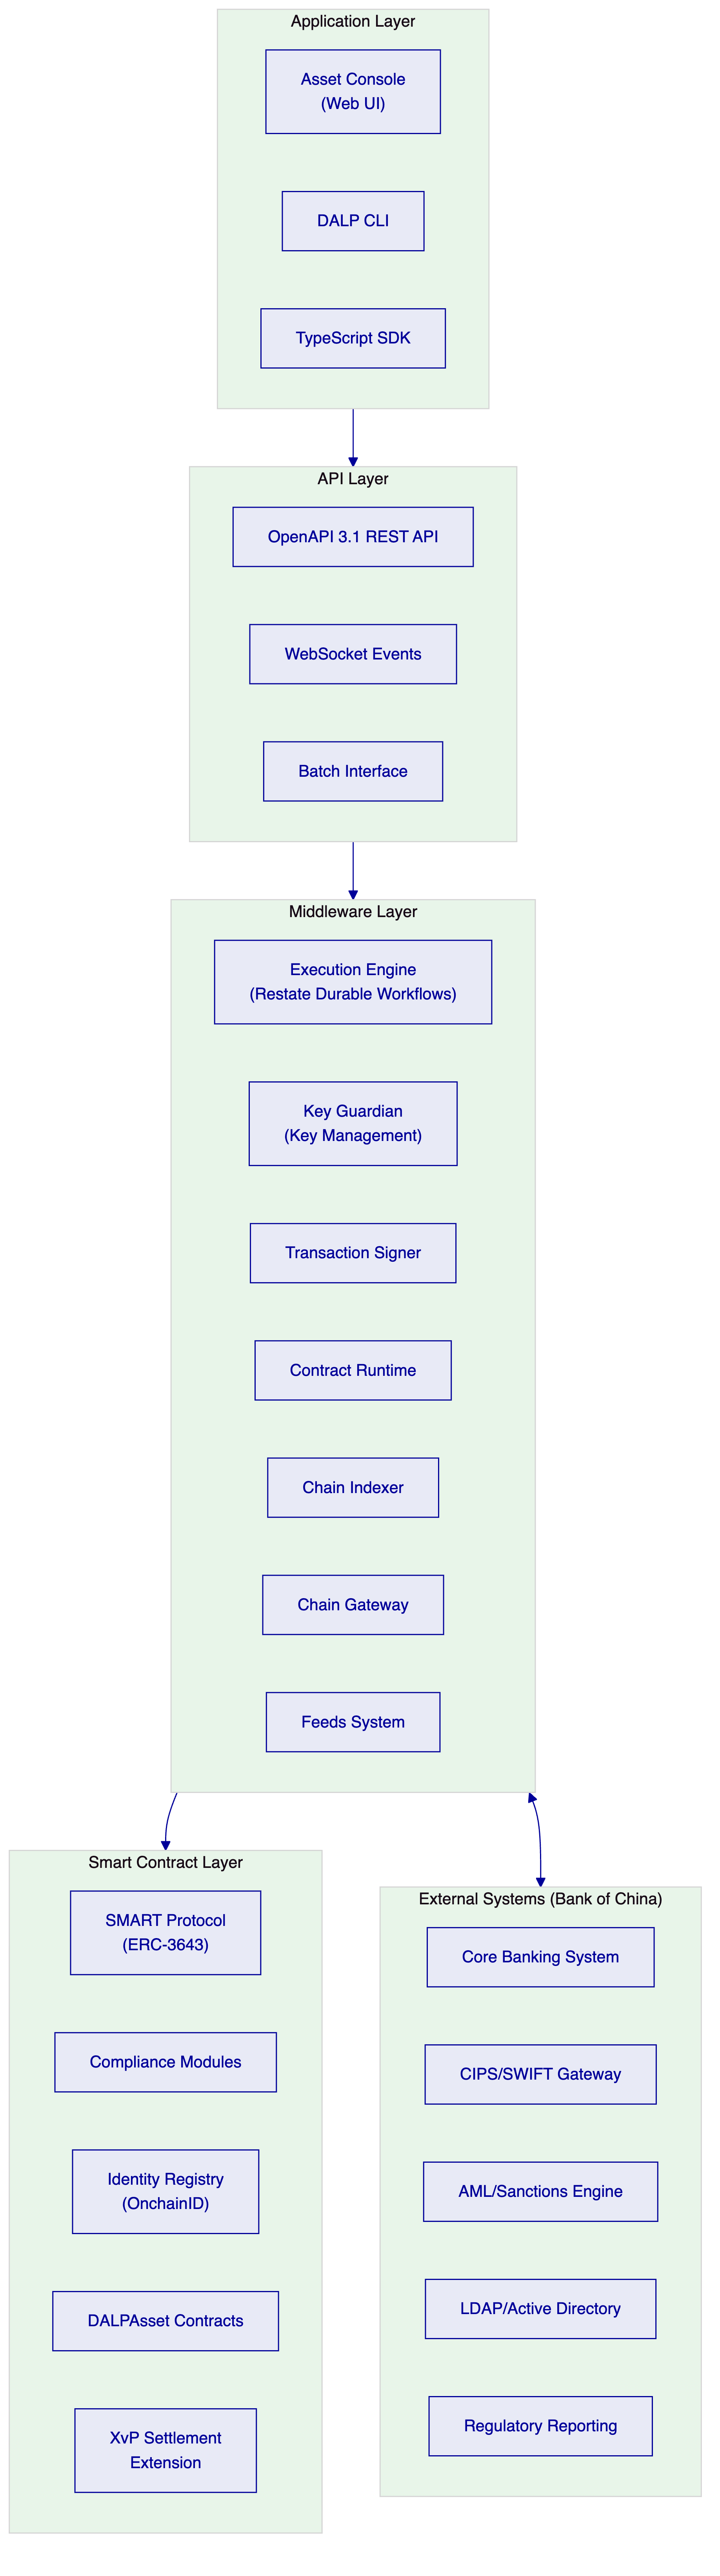 Application Layer
Asset Console
(Web UI)
DALP CLI
TypeScript SDK
API Layer
OpenAPI 3.1 REST API
WebSocket Events
Batch Interface
Middleware Layer
Execution Engine
(Restate Durable Workflows)
Key Guardian
(Key Management)
Transaction Signer
Contract Runtime
Chain Indexer
Chain Gateway
Feeds System
Smart Contract Layer
SMART Protocol
(ERC-3643)
Compliance Modules
Identity Registry
(OnchainID)
DALPAsset Contracts
XvP Settlement
Extension
External Systems (Bank of China)
Core Banking System
CIPS/SWIFT Gateway
AML/Sanctions Engine
LDAP/Active Directory
Regulatory Reporting